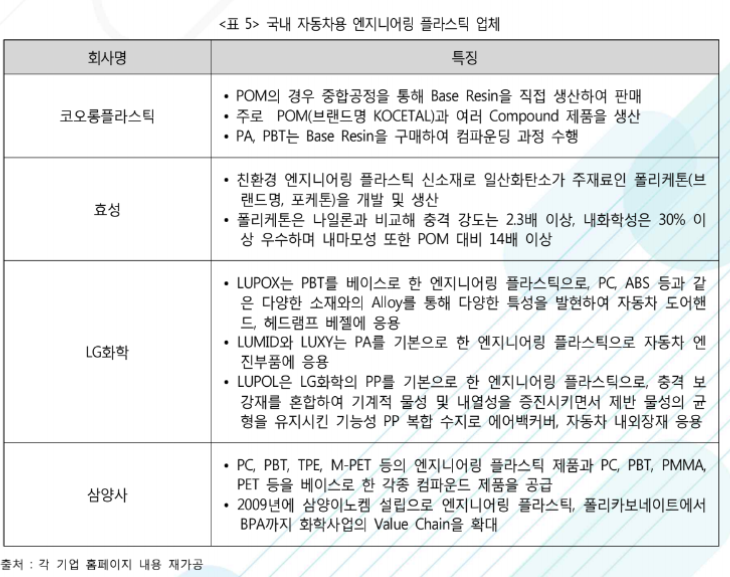 <표 5> 국내 자동차용 엔지니어링 플라스틱 업체
회사명
특징
코오롱플라스틱
• POM의 경우 중합공정을 통해 Base Resin을 직접 생산하여 판매
• 주로 POM(브랜드명 KOCETAL)과 여러 Compound 제품을 생산
• PA, PBT는 Base Resin을 구매하여 컴파운딩 과정 수행
효성
• 친환경 엔지니어링 플라스틱 신소재로 일산화탄소가 주재료인 폴리케톤(브
랜드명, 포케톤)을 개발 및 생산
• 폴리케톤은 나일론과 비교해 충격 강도는 2.3배 이상, 내화학성은 30% 이
상 우수하며 내마모성 또한 POM 대비 14배 이상
LG화학
• LUPOX는 PBT를 베이스로 한 엔지니어링 플라스틱으로, PC, ABS 등과 같
은 다양한 소재와의 Alloy를 통해 다양한 특성을 발현하여 자동차 도어핸
드, 헤드램프 베젤에 응용
• LUMID와 LUXY는 PA를 기본으로 한 엔지니어링 플라스틱으로 자동차 엔
진부품에 응용
• LUPOL은 LG화학의 PP를 기본으로 한 엔지니어링 플라스틱으로, 충격 보
강재를 혼합하여 기계적 물성 및 내열성을 증진시키면서 제반 물성의 균
형을 유지시킨 기능성 PP 복합 수지로 에어백커버, 자동차 내외장재 응용
삼양사
• PC, PBT, TPE, M-PET 등의 엔지니어링 플라스틱 제품과 PC, PBT, PMMA,
PET 등을 베이스로 한 각종 컴파운드 제품을 공급
• 2009년에 삼양이노켐 설립으로 엔지니어링 플라스틱, 폴리카보네이트에서
BPA까지 화학사업의 Value Chain을 확대
출처 : 각 기업 홈페이지 내용 재가공